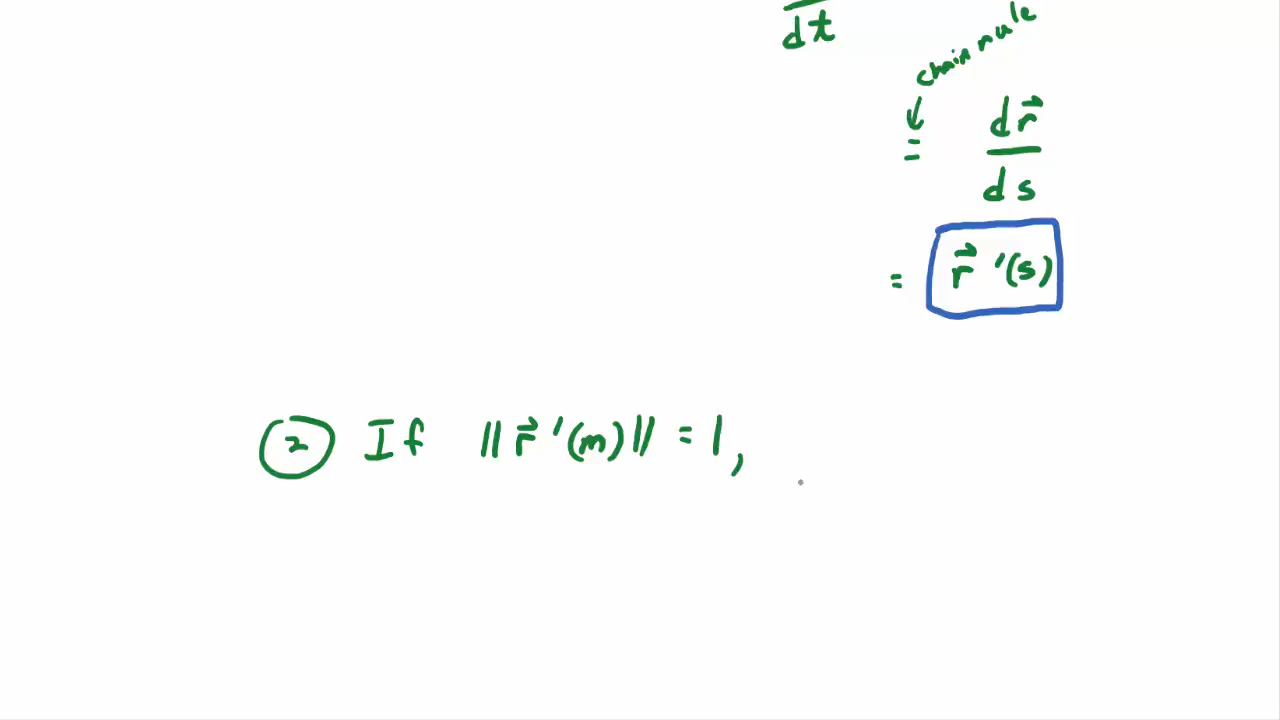 dt
chain rule
= dr⃗
ds
= r⃗ '(s)
② If ||r⃗ '(m)|| = 1,